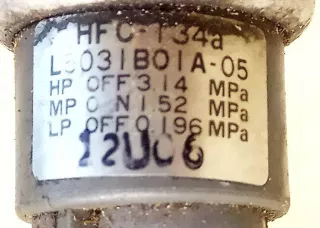 HFC-134a
L8031B01A-05
HP OFF 3.14 MPa
MP ON 1.52 MPa
LP OFF 0.196 MPa
12U06